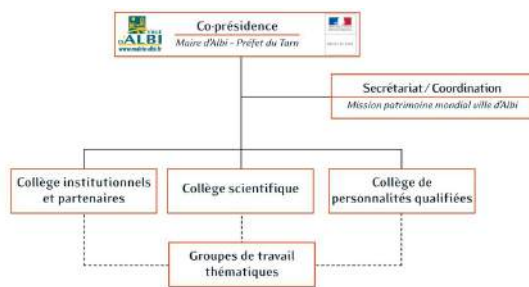 Co-présidence
VILLE
D'ALBI
www.mairie-albi.fr
Maire d'Albi - Préfet du Tarn
Secrétariat / Coordination
Mission patrimoine mondial ville d'Albi
Collège institutionnels
et partenaires
Collège scientifique
Collège de
personnalités qualifiées
Groupes de travail
thématiques